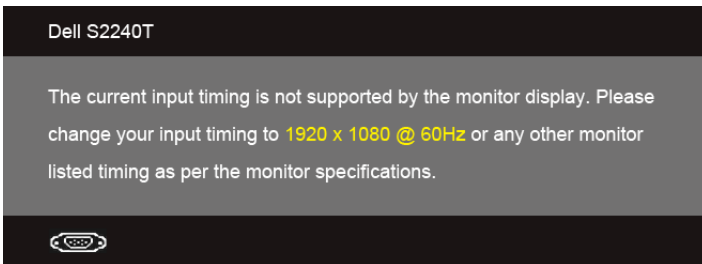 Dell S2240T
The current input timing is not supported by the monitor display. Please
change your input timing to 1920 x 1080 @ 60Hz or any other monitor
listed timing as per the monitor specifications.